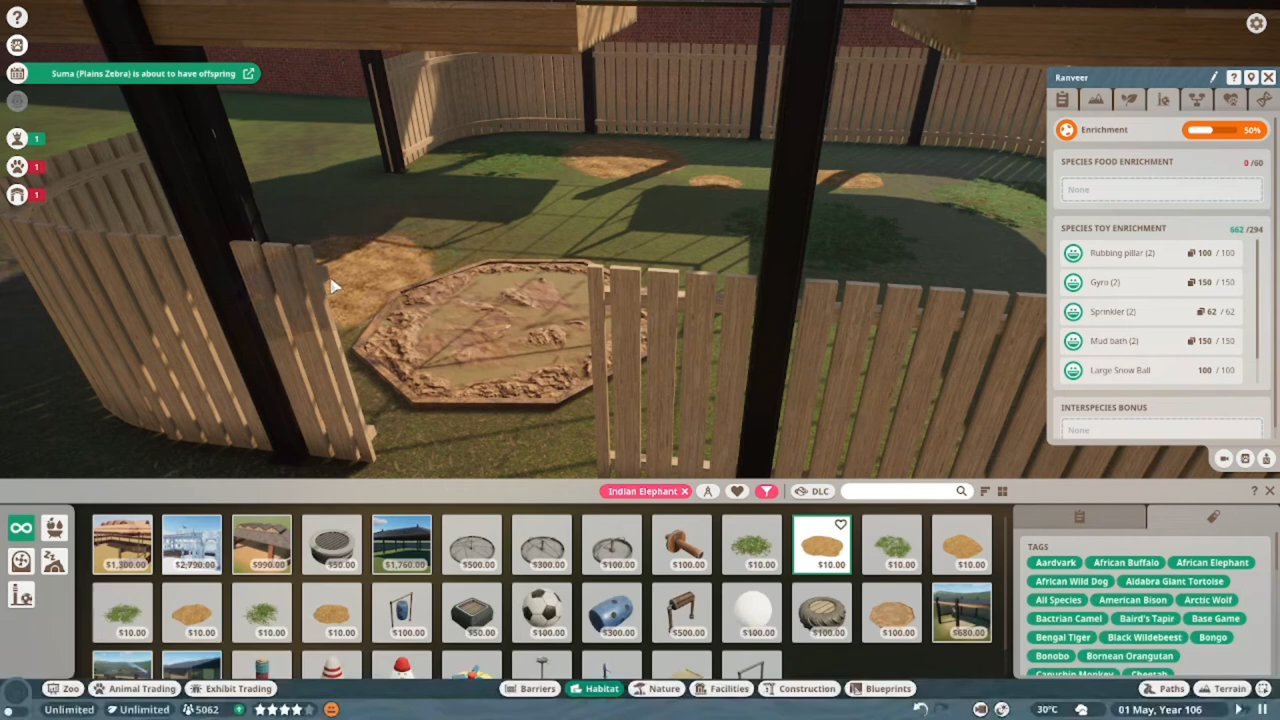 ?
Suma (Plains Zebra) is about to have offspring
1
1
1
Ranveer
?
Enrichment
50%
SPECIES FOOD ENRICHMENT
0 /60
None
SPECIES TOY ENRICHMENT
662 /294
Rubbing pillar (2)
100 / 100
Gyro (2)
150 / 150
Sprinkler (2)
62 / 62
Mud bath (2)
150 / 150
Large Snow Ball
100 / 100
INTERSPECIES BONUS
None
Indian Elephant ×
DLC
?
$1,300.00 $2,790.00 $990.00 $50.00 $1,760.00 $500.00 $300.00 $100.00 $100.00 $10.00 $10.00 $10.00 $10.00
$10.00 $10.00 $10.00 $10.00 $100.00 $50.00 $100.00 $300.00 $500.00 $100.00 $100.00 $100.00 $680.00
TAGS
Aardvark African Buffalo African Elephant
African Wild Dog Aldabra Giant Tortoise
All Species American Bison Arctic Wolf
Bactrian Camel Baird's Tapir Base Game
Bengal Tiger Black Wildebeest Bongo
Bonobo Bornean Orangutan
Capuchin Monkey Cheetah
Zoo Animal Trading Exhibit Trading Barriers Habitat Nature Facilities Construction Blueprints Paths Terrain
Unlimited Unlimited 5062 30°C 01 May, Year 106